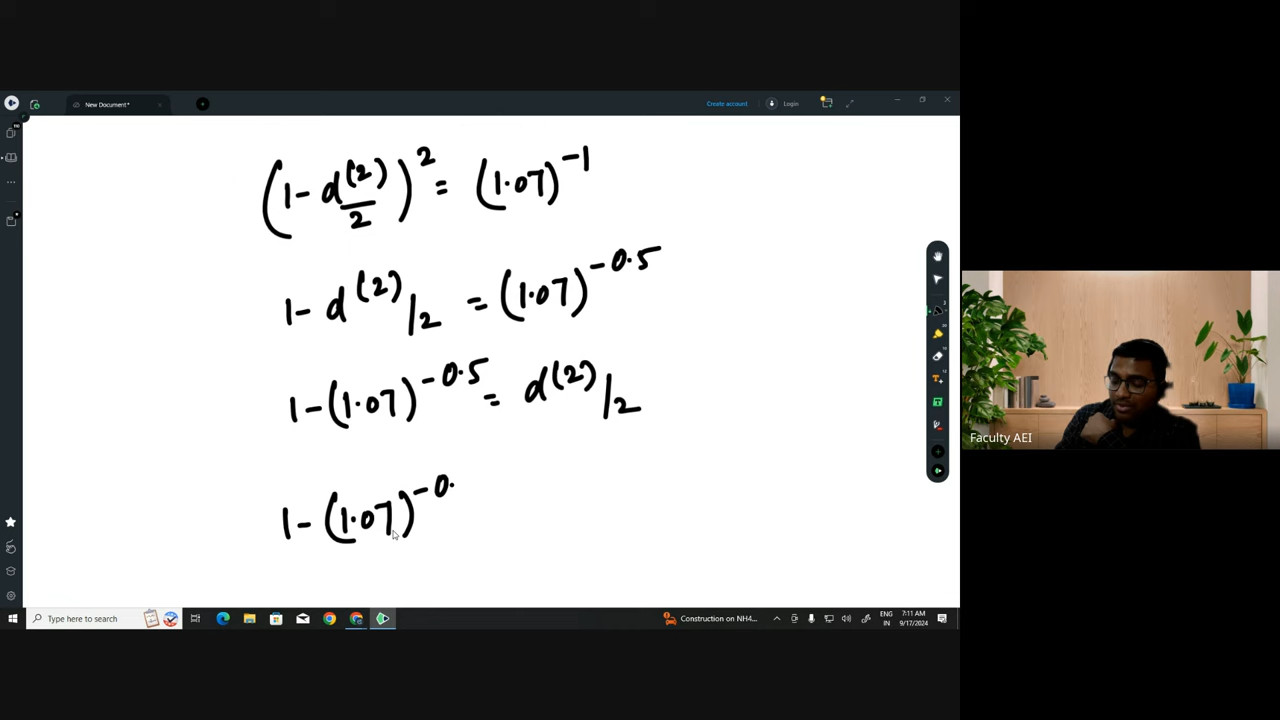 New Document*
Create account
Login
(1 - d^(2)/2)^2 = (1.07)^-1
1 - d^(2)/2 = (1.07)^-0.5
1 - (1.07)^-0.5 = d^(2)/2
1 - (1.07)^-0.
Faculty AEI
Type here to search
Construction on NH4...
ENG
IN
7:11 AM
9/17/2024